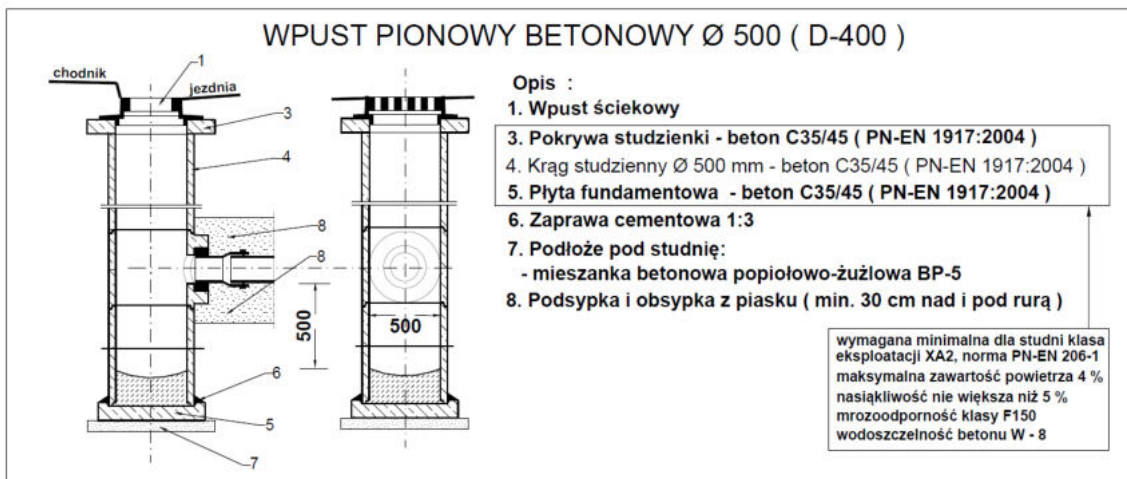 WPUST PIONOWY BETONOWY Ø 500 ( D-400 )
chodnik
jezdnia
1
3
4
8
8
500
6
5
7
500
Opis :
1. Wpust ściekowy
3. Pokrywa studzienki - beton C35/45 ( PN-EN 1917:2004 )
4. Krąg studzienny Ø 500 mm - beton C35/45 ( PN-EN 1917:2004 )
5. Płyta fundamentowa - beton C35/45 ( PN-EN 1917:2004 )
6. Zaprawa cementowa 1:3
7. Podłoże pod studnię:
- mieszanka betonowa popiołowo-żużlowa BP-5
8. Podsypka i obsypka z piasku ( min. 30 cm nad i pod rurą )
wymagana minimalna dla studni klasa
eksploatacji XA2, norma PN-EN 206-1
maksymalna zawartość powietrza 4 %
nasiąkliwość nie większa niż 5 %
mrozoodporność klasy F150
wodoszczelność betonu W - 8